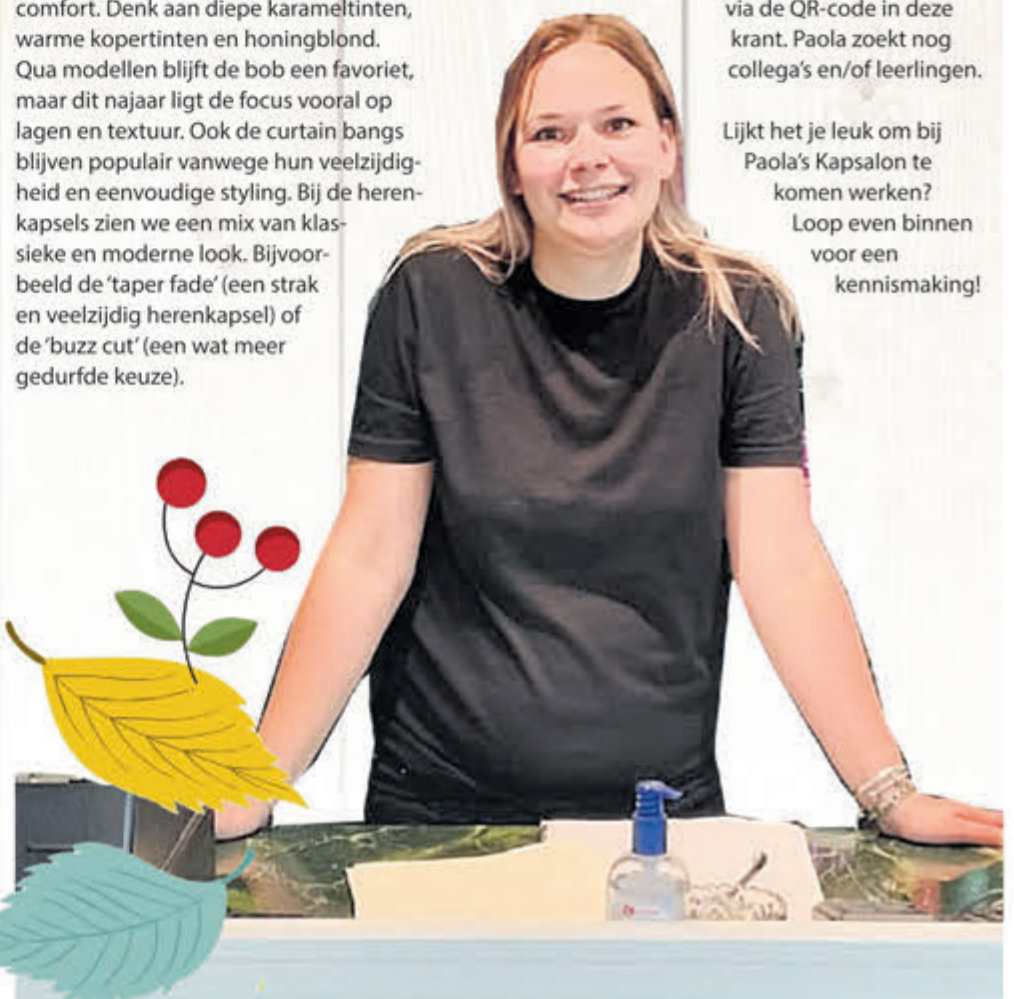 comfort. Denk aan diepe karameltinten,
warme kopertinten en honingblond.
Qua modellen blijft de bob een favoriet,
maar dit najaar ligt de focus vooral op
lagen en textuur. Ook de curtain bangs
blijven populair vanwege hun veelzijdig-
heid en eenvoudige styling. Bij de heren-
kapsels zien we een mix van klas-
sieke en moderne look. Bijvoor-
beeld de ‘taper fade’ (een strak
en veelzijdig herenkapsel) of
de ‘buzz cut’ (een wat meer
gedurfde keuze).
via de QR-code in deze
krant. Paola zoekt nog
collega’s en/of leerlingen.
Lijkt het je leuk om bij
Paola’s Kapsalon te
komen werken?
Loop even binnen
voor een
kennismaking!